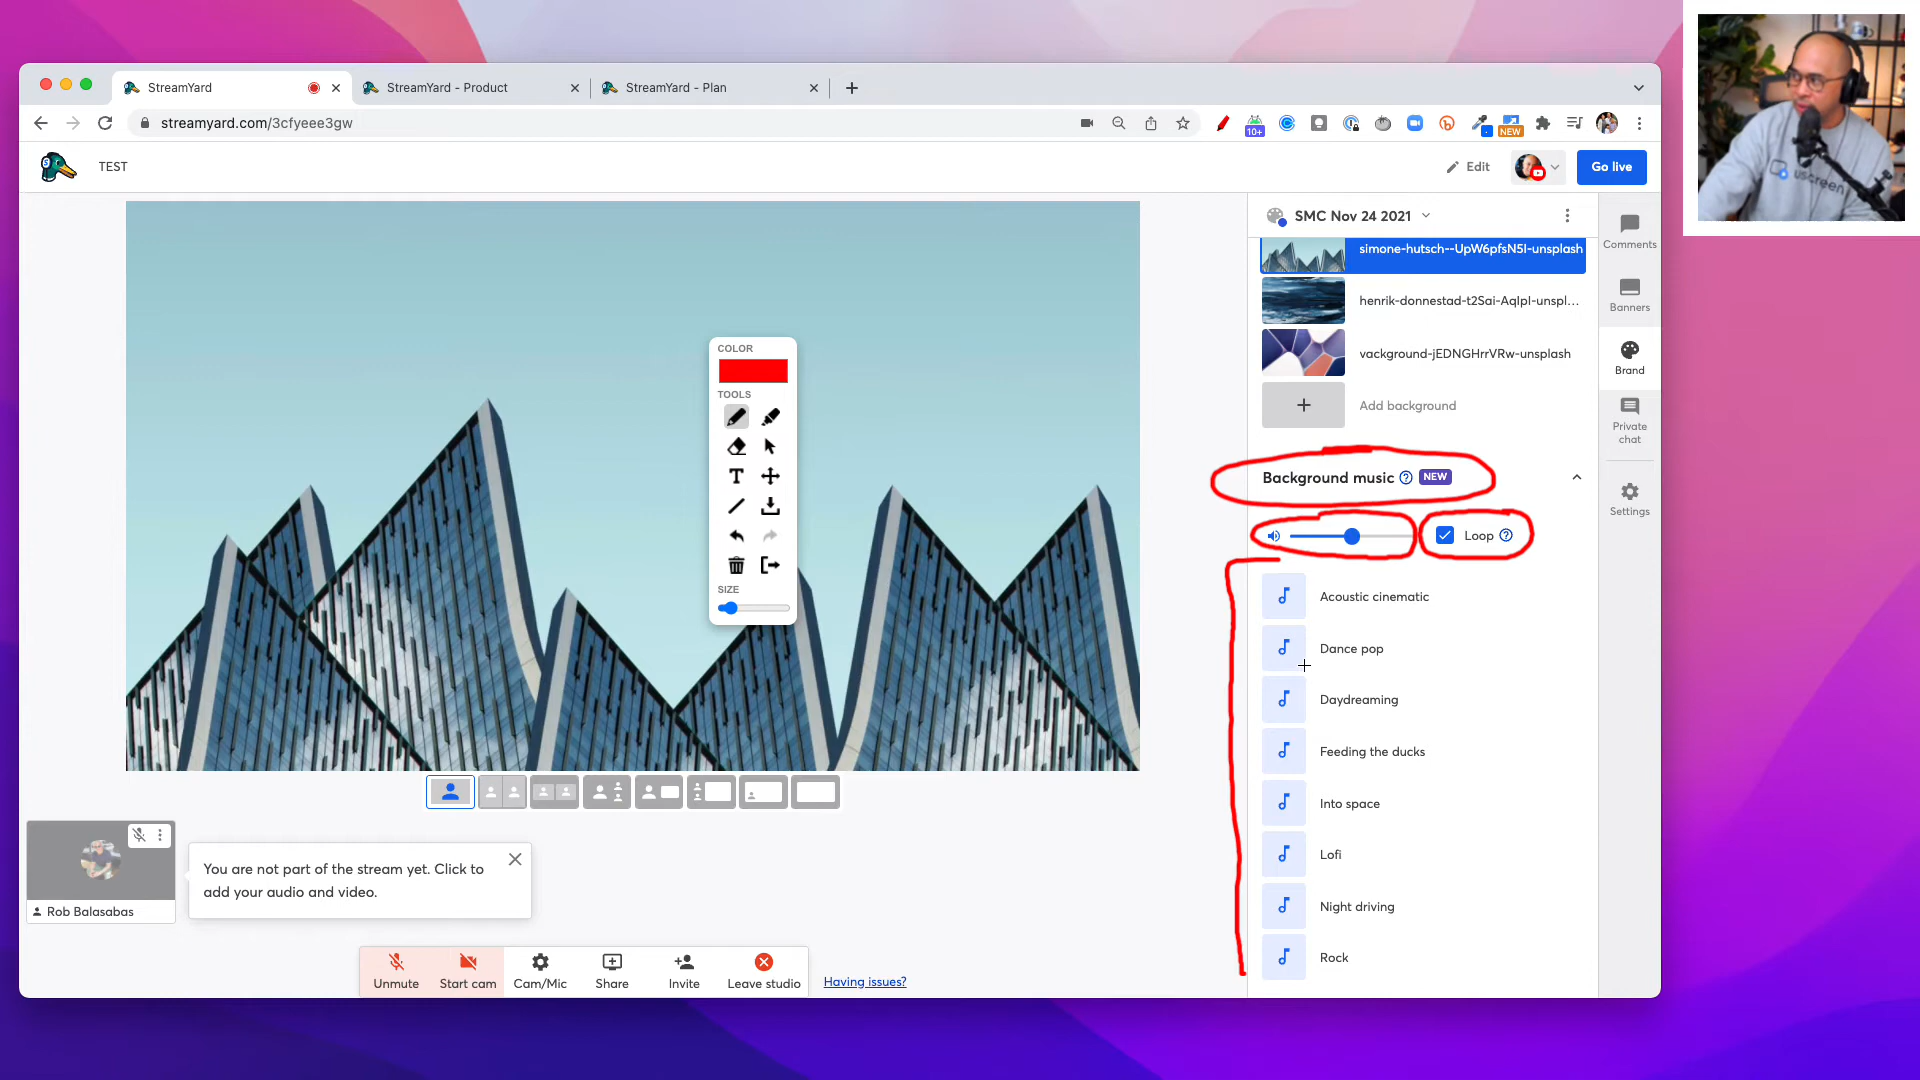 StreamYard
StreamYard - Product
StreamYard - Plan
streamyard.com/3cfyeee3gw
10+
NEW
TEST
Edit
Go live
SMC Nov 24 2021
simone-hutsch--UpW6pfsN5I-unsplash
henrik-donnestad-t2Sai-AqIpI-unspl...
vackground-jEDNGHrrVRw-unsplash
Add background
Background music
NEW
Loop
Acoustic cinematic
Dance pop
Daydreaming
Feeding the ducks
Into space
Lofi
Night driving
Rock
Comments
Banners
Brand
Private
chat
Settings
COLOR
TOOLS
SIZE
You are not part of the stream yet. Click to
add your audio and video.
Rob Balasabas
Unmute
Start cam
Cam/Mic
Share
Invite
Leave studio
Having issues?
uscreen